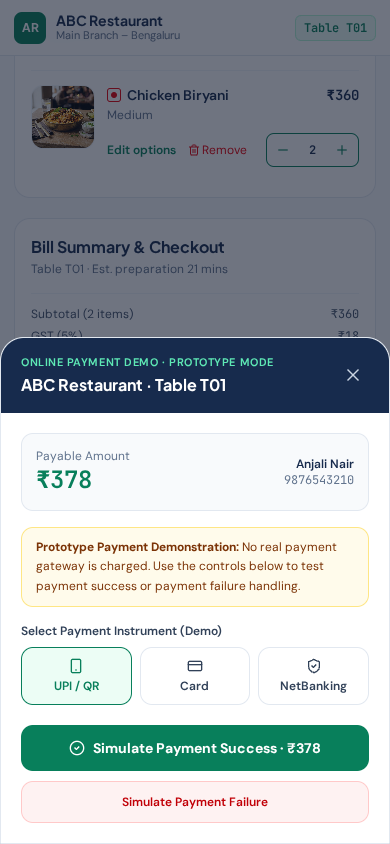 AR
ABC Restaurant
Main Branch – Bengaluru
Table T01
Chicken Biryani
₹360
Medium
Edit options
Remove
2
Bill Summary & Checkout
Table T01 · Est. preparation 21 mins
Subtotal (2 items)
₹360
GST (5%)
₹18
ONLINE PAYMENT DEMO · PROTOTYPE MODE
ABC Restaurant · Table T01
Payable Amount
₹378
Anjali Nair
9876543210
Prototype Payment Demonstration: No real payment
gateway is charged. Use the controls below to test
payment success or payment failure handling.
Select Payment Instrument (Demo)
UPI / QR
Card
NetBanking
Simulate Payment Success · ₹378
Simulate Payment Failure